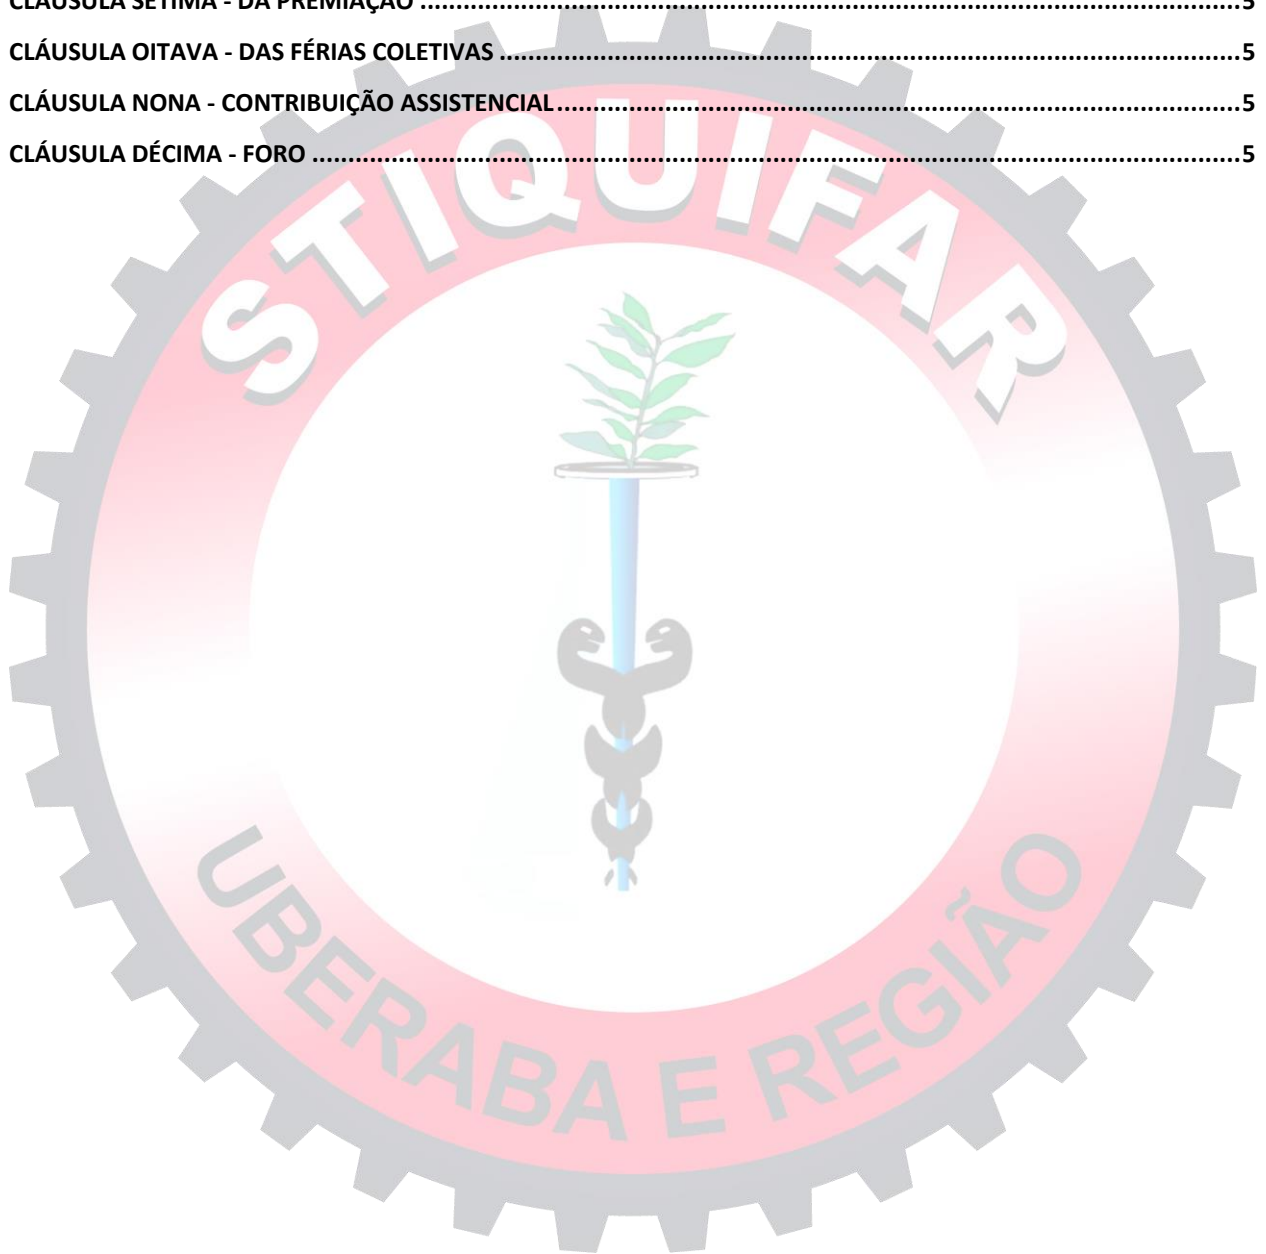 CLÁUSULA SÉTIMA - DA PREMIAÇÃO ........................................................................................................................5
CLÁUSULA OITAVA - DAS FÉRIAS COLETIVAS ............................................................................................................5
CLÁUSULA NONA - CONTRIBUIÇÃO ASSISTENCIAL....................................................................................................5
CLÁUSULA DÉCIMA - FORO ........................................................................................................................................5
STIQUIFAR
UBERABA E REGIÃO